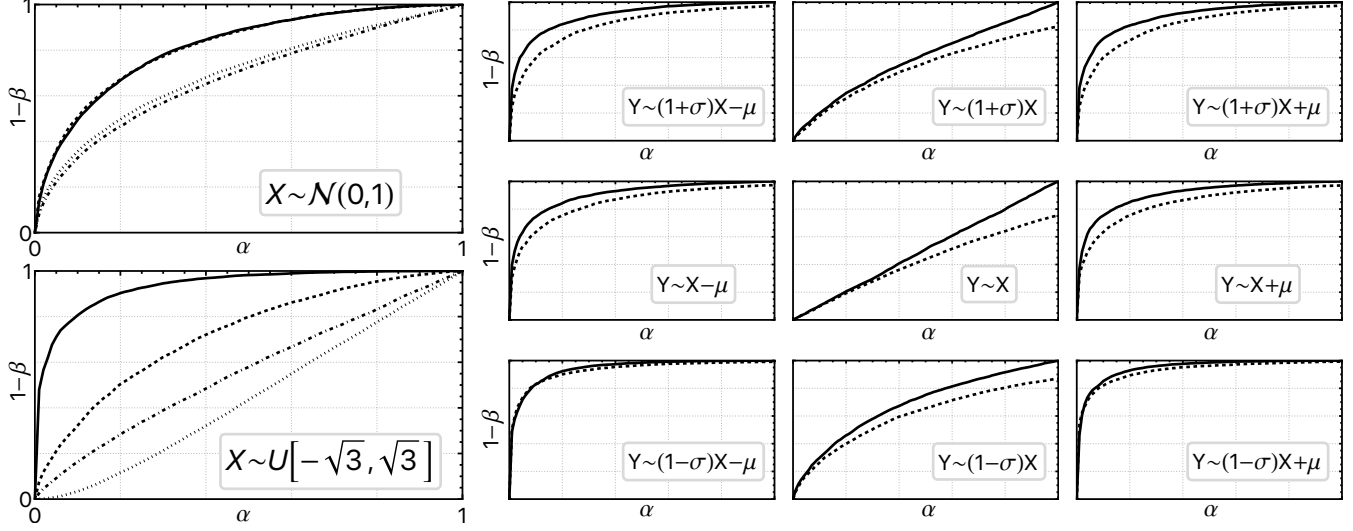 1
1−β
X~𝒩(0,1)
0
0
α
1
1
1−β
X~U[−√3,√3]
0
0
α
1
1−β
Y~(1+σ)X−μ
α
Y~(1+σ)X
α
Y~(1+σ)X+μ
α
1−β
Y~X−μ
α
Y~X
α
Y~X+μ
α
1−β
Y~(1−σ)X−μ
α
Y~(1−σ)X
α
Y~(1−σ)X+μ
α